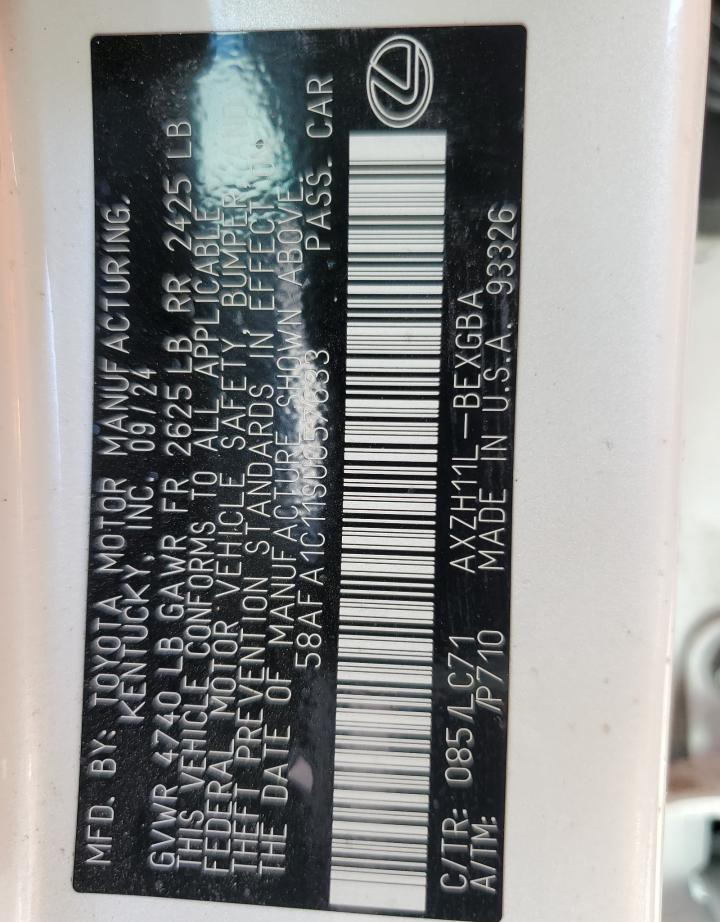 MFD. BY: TOYOTA MOTOR MANUFACTURING.
KENTUCKY, INC. 09/24
GVWR 4740 LB GAWR FR 2625 LB RR 2425 LB
THIS VEHICLE CONFORMS TO ALL APPLICABLE
FEDERAL MOTOR VEHICLE SAFETY, BUMPER,
THEFT PREVENTION STANDARDS IN EFFECT
THE DATE OF MANUFACTURE SHOWN ABOVE.
PASS. CAR
C/TR: 085/LC71 AXZH11L-BEXGBA
A/TM: /P710 MADE IN U.S.A. 93326